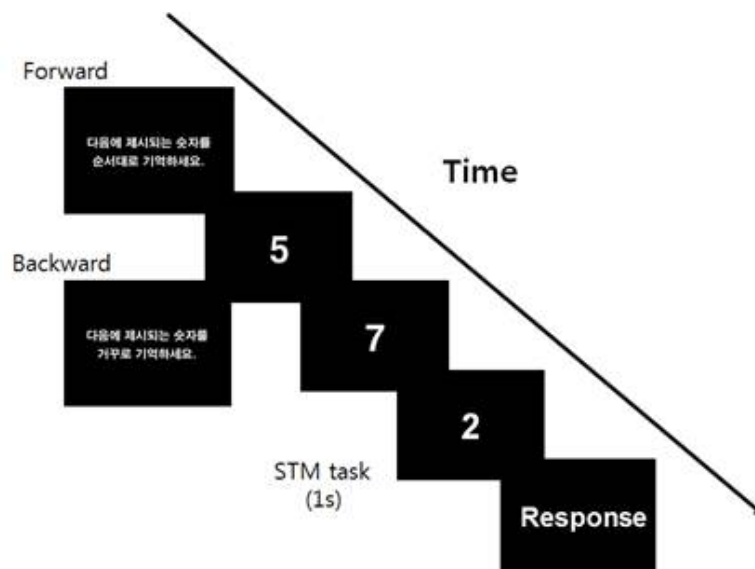 Forward
다음에 제시되는 숫자를
순서대로 기억하세요.
Time
5
Backward
다음에 제시되는 숫자를
거꾸로 기억하세요.
7
2
STM task
(1s)
Response